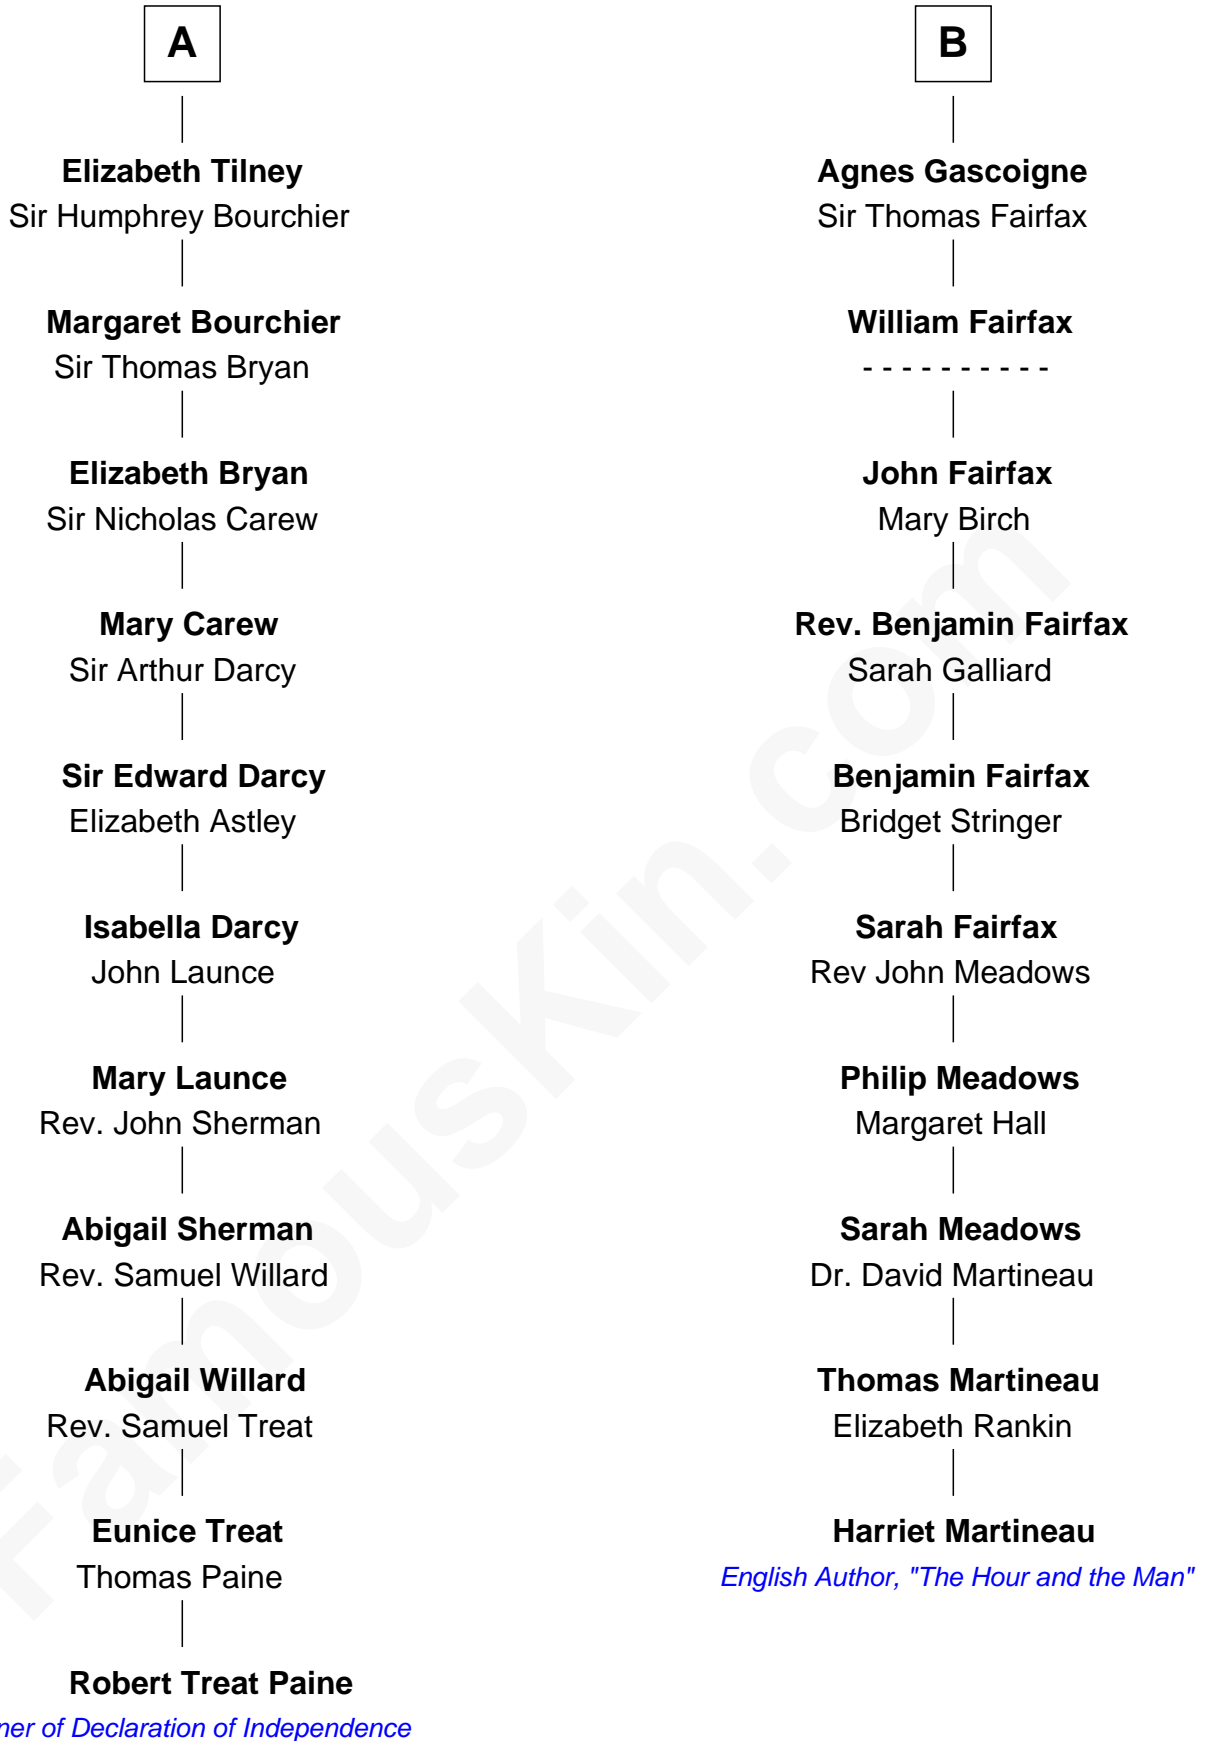 A
Elizabeth Tilney
Sir Humphrey Bourchier
Margaret Bourchier
Sir Thomas Bryan
Elizabeth Bryan
Sir Nicholas Carew
Mary Carew
Sir Arthur Darcy
Sir Edward Darcy
Elizabeth Astley
Isabella Darcy
John Launce
Mary Launce
Rev. John Sherman
Abigail Sherman
Rev. Samuel Willard
Abigail Willard
Rev. Samuel Treat
Eunice Treat
Thomas Paine
Robert Treat Paine
of Declaration of Independence
B
Agnes Gascoigne
Sir Thomas Fairfax
William Fairfax
- - - - - - - - - -
John Fairfax
Mary Birch
Rev. Benjamin Fairfax
Sarah Galliard
Benjamin Fairfax
Bridget Stringer
Sarah Fairfax
Rev John Meadows
Philip Meadows
Margaret Hall
Sarah Meadows
Dr. David Martineau
Thomas Martineau
Elizabeth Rankin
Harriet Martineau
English Author, "The Hour and the Man"
FamousKin.com